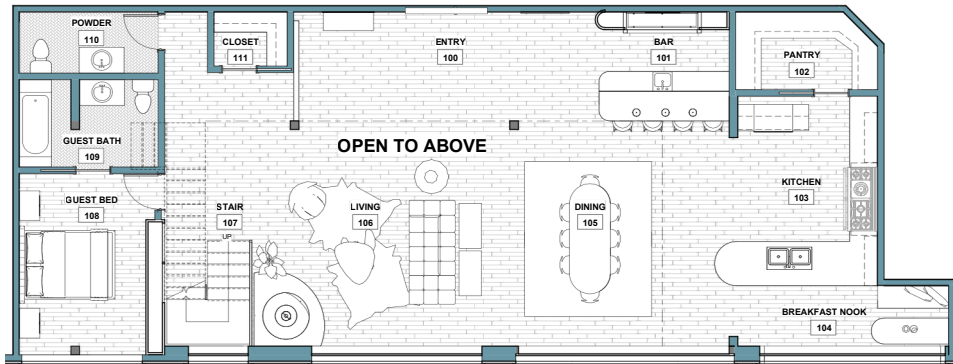 POWDER
110
CLOSET
111
ENTRY
100
BAR
101
PANTRY
102
GUEST BATH
109
OPEN TO ABOVE
GUEST BED
108
STAIR
107
UP
LIVING
106
DINING
105
KITCHEN
103
BREAKFAST NOOK
104